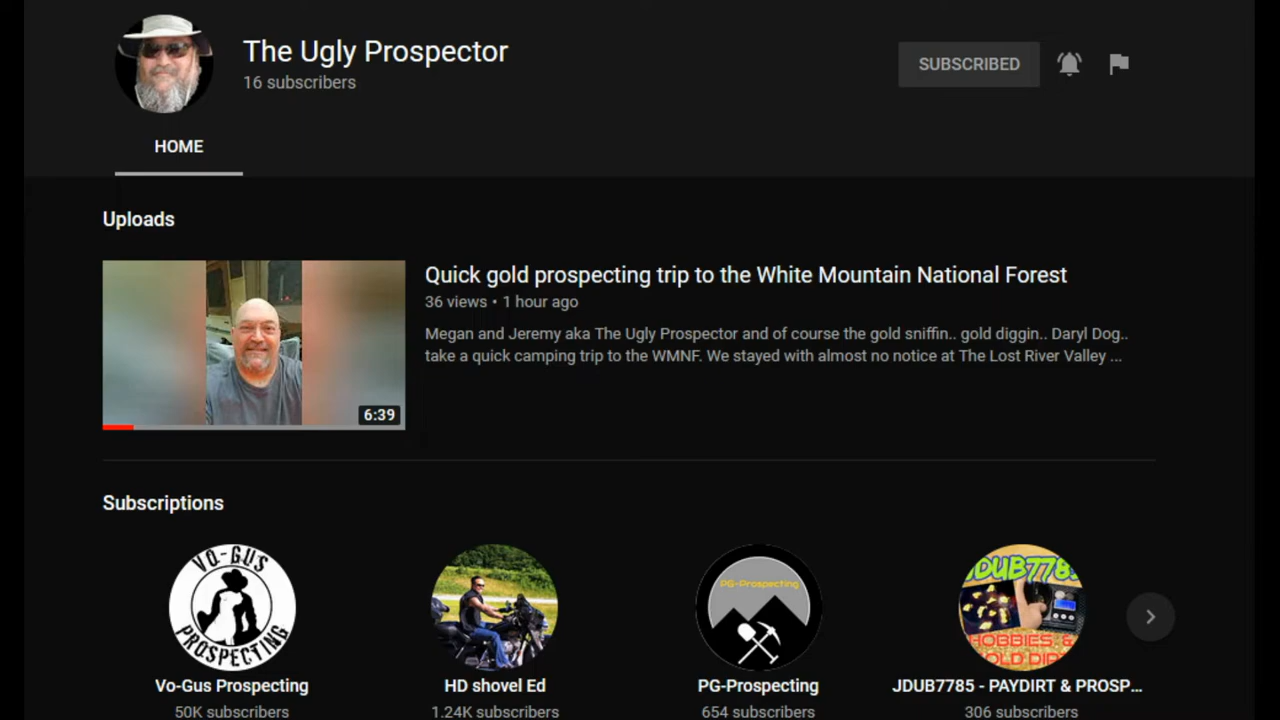 The Ugly Prospector
16 subscribers
SUBSCRIBED
HOME
Uploads
Quick gold prospecting trip to the White Mountain National Forest
36 views • 1 hour ago
Megan and Jeremy aka The Ugly Prospector and of course the gold sniffin.. gold diggin.. Daryl Dog..
take a quick camping trip to the WMNF. We stayed with almost no notice at The Lost River Valley ...
6:39
Subscriptions
VO-GUS
PROSPECTING
PG-Prospecting
JDUB778
HOBBIES &
OLD DIR
Vo-Gus Prospecting
HD shovel Ed
PG-Prospecting
JDUB7785 - PAYDIRT & PROSP...
50K subscribers
1.24K subscribers
654 subscribers
306 subscribers